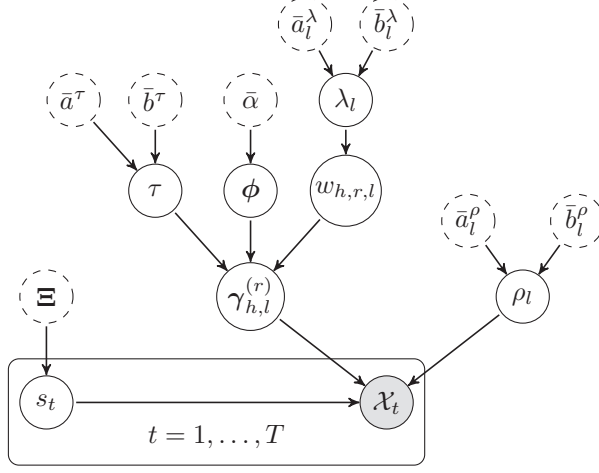 ā_l^λ b̄_l^λ
ā^τ b̄^τ ᾱ λ_l
τ ϕ w_{h,r,l}
ā_l^ρ b̄_l^ρ
Ξ γ_{h,l}^{(r)} ρ_l
s_t 𝒳_t
t = 1, …, T